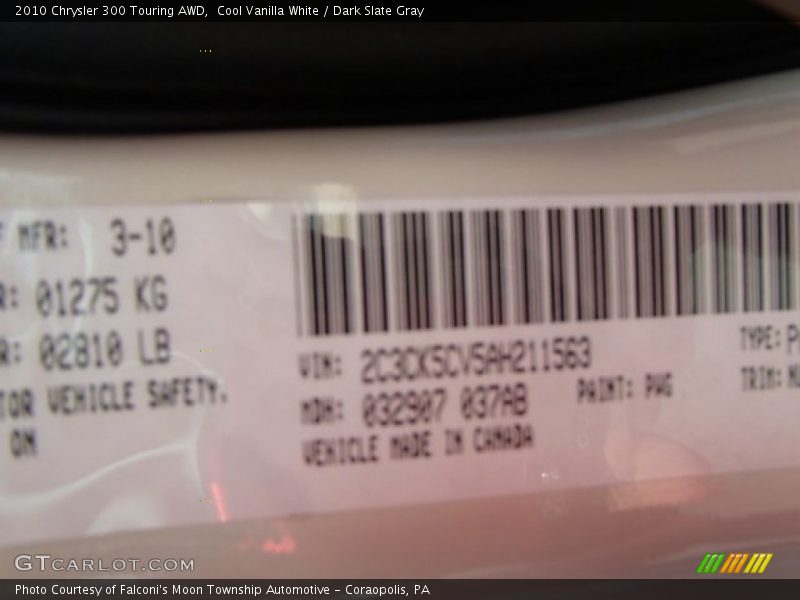 2010 Chrysler 300 Touring AWD, Cool Vanilla White / Dark Slate Gray
MFR: 3-10
R: 01275 KG
R: 02810 LB
TOR VEHICLE SAFETY.
ON
VIN: 2C3CK5CV5AH211563
TYPE: P
MDH: 032907 037AB
PAINT: PWG
TRIM:
VEHICLE MADE IN CANADA
GTCARLOT.COM
Photo Courtesy of Falconi's Moon Township Automotive - Coraopolis, PA